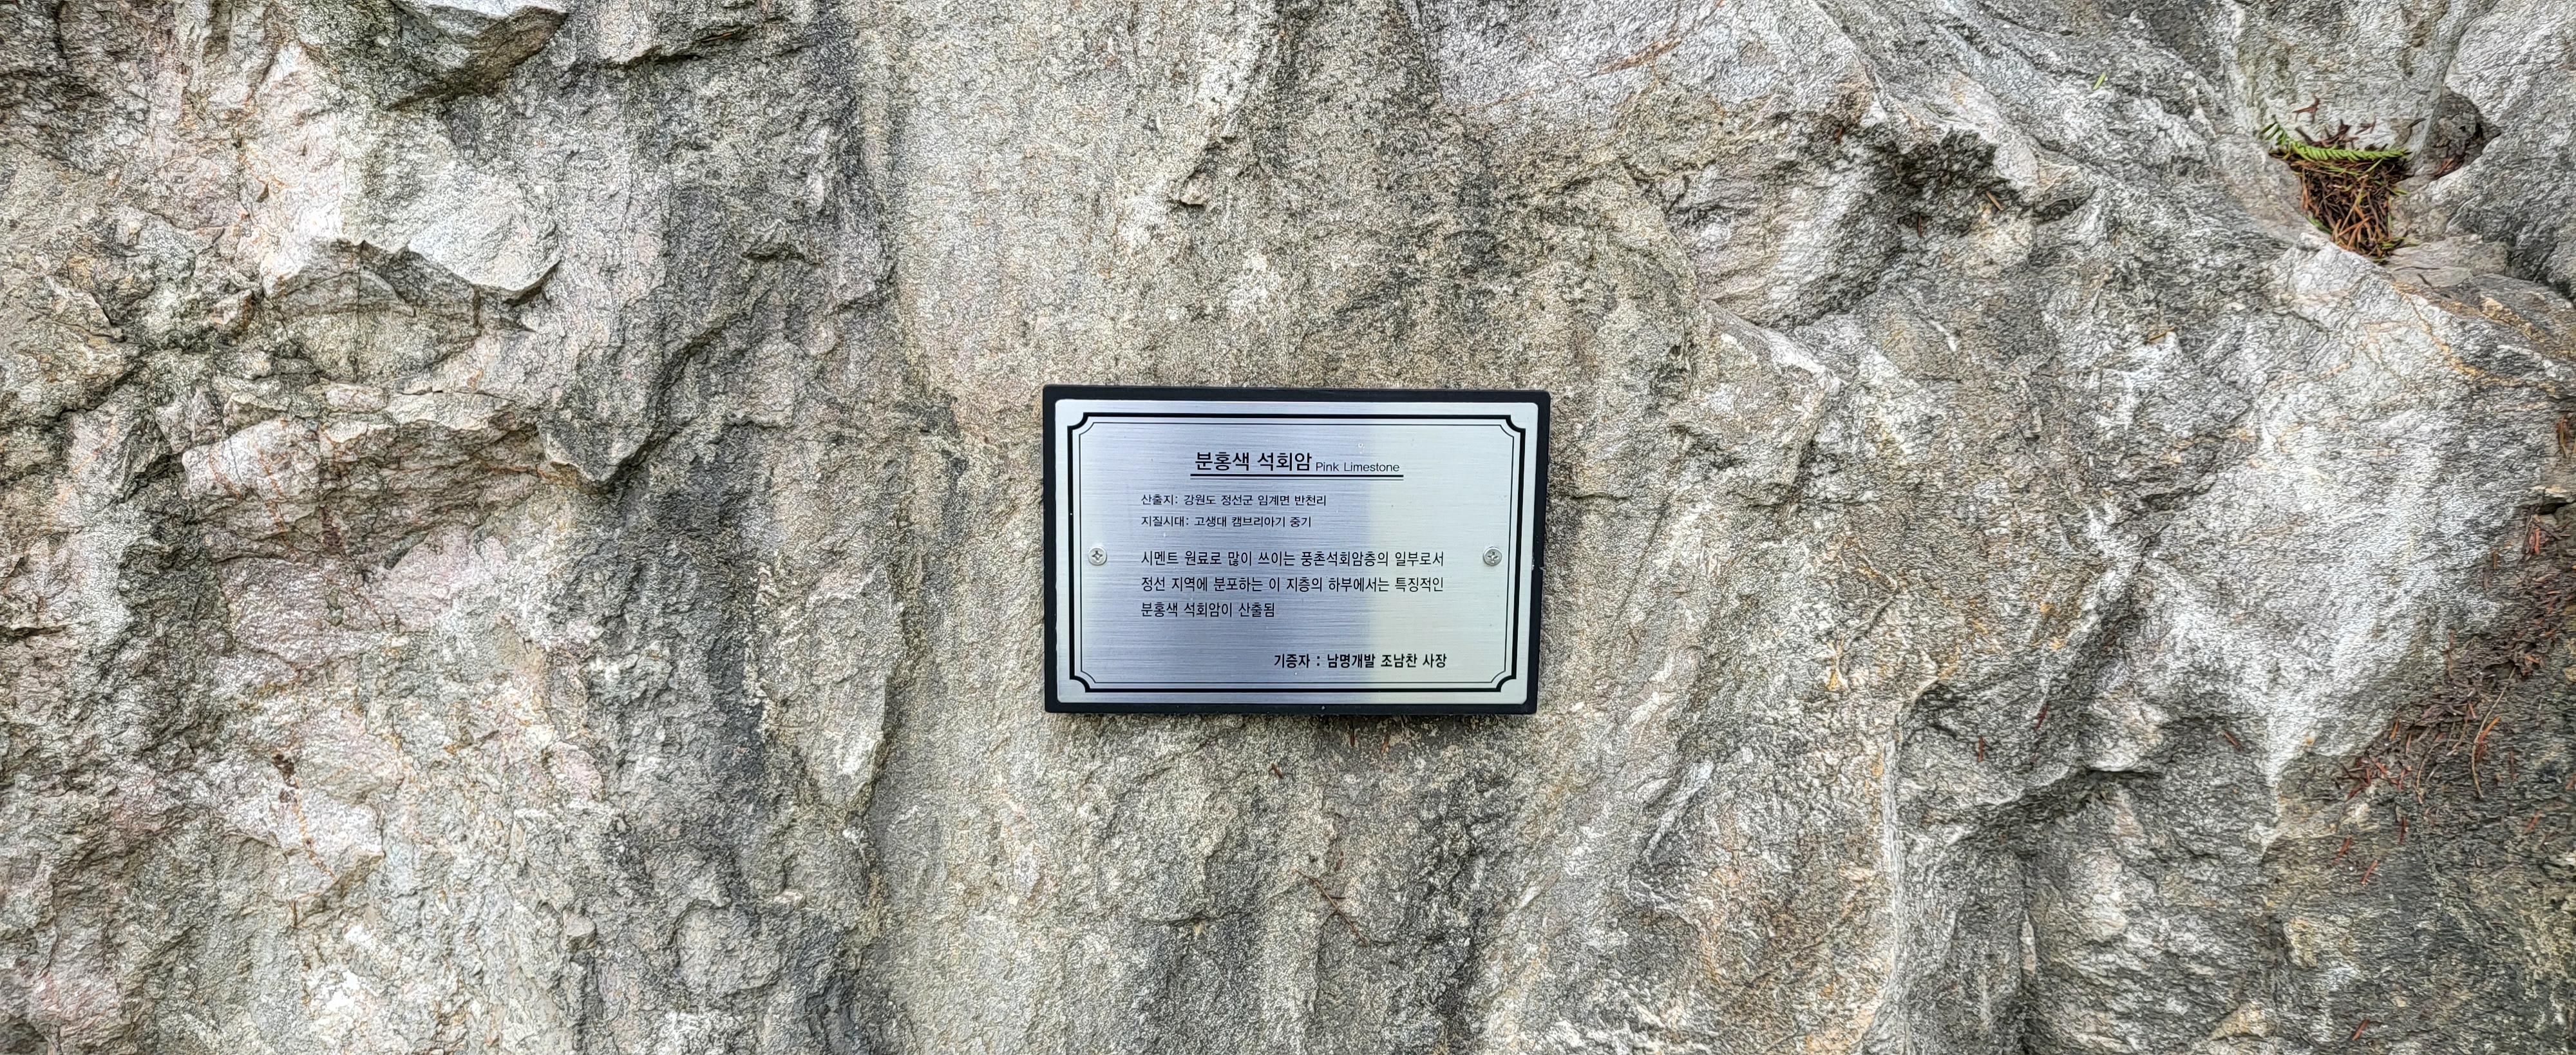 분홍색 석회암 Pink Limestone
산출지: 강원도 정선군 임계면 반천리
지질시대: 고생대 캠브리아기 중기
시멘트 원료로 많이 쓰이는 풍촌석회암층의 일부로서
정선 지역에 분포하는 이 지층의 하부에서는 특징적인
분홍색 석회암이 산출됨
기증자 : 남명개발 조남찬 사장